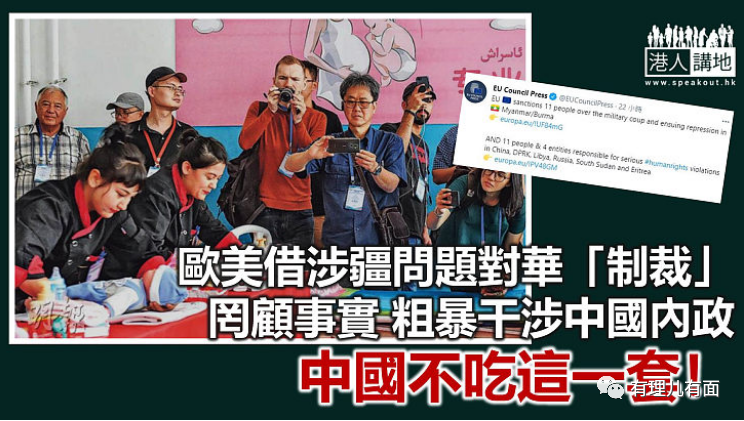 ئاسراش
港人講地
www.speakout.hk
EU Council Press @EUCouncilPress · 22 小時
EU sanctions 11 people over the military coup and ensuing repression in
Myanmar/Burma
europa.eu/!UF84mG
AND 11 people & 4 entities responsible for serious #humanrights violations
in China, DPRK, Libya, Russia, South Sudan and Eritrea
europa.eu/!PV48GM
歐美借涉疆問題對華「制裁」
罔顧事實 粗暴干涉中國內政
明報
中國不吃這一套!
有理儿有面